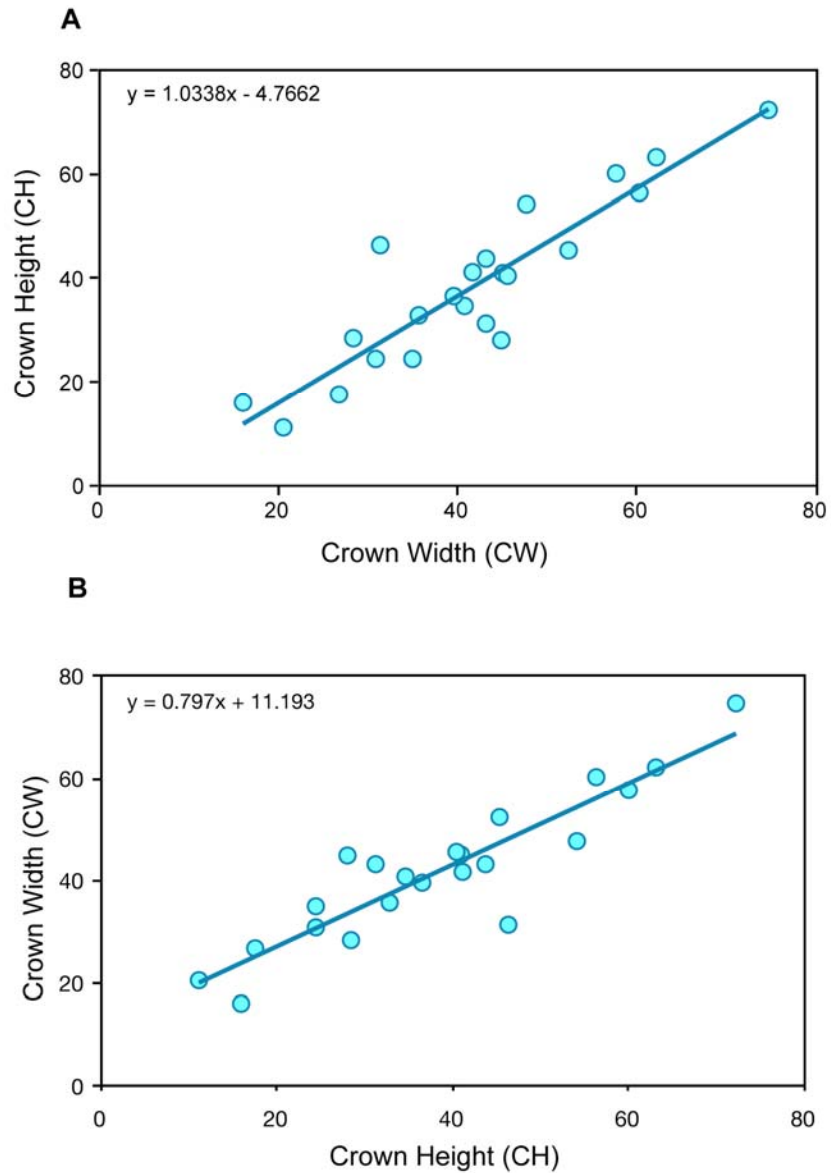 A
80
y = 1.0338x - 4.7662
60
Crown Height (CH)
40
20
0
0 20 40 60 80
Crown Width (CW)
B
80
y = 0.797x + 11.193
60
Crown Width (CW)
40
20
0
0 20 40 60 80
Crown Height (CH)